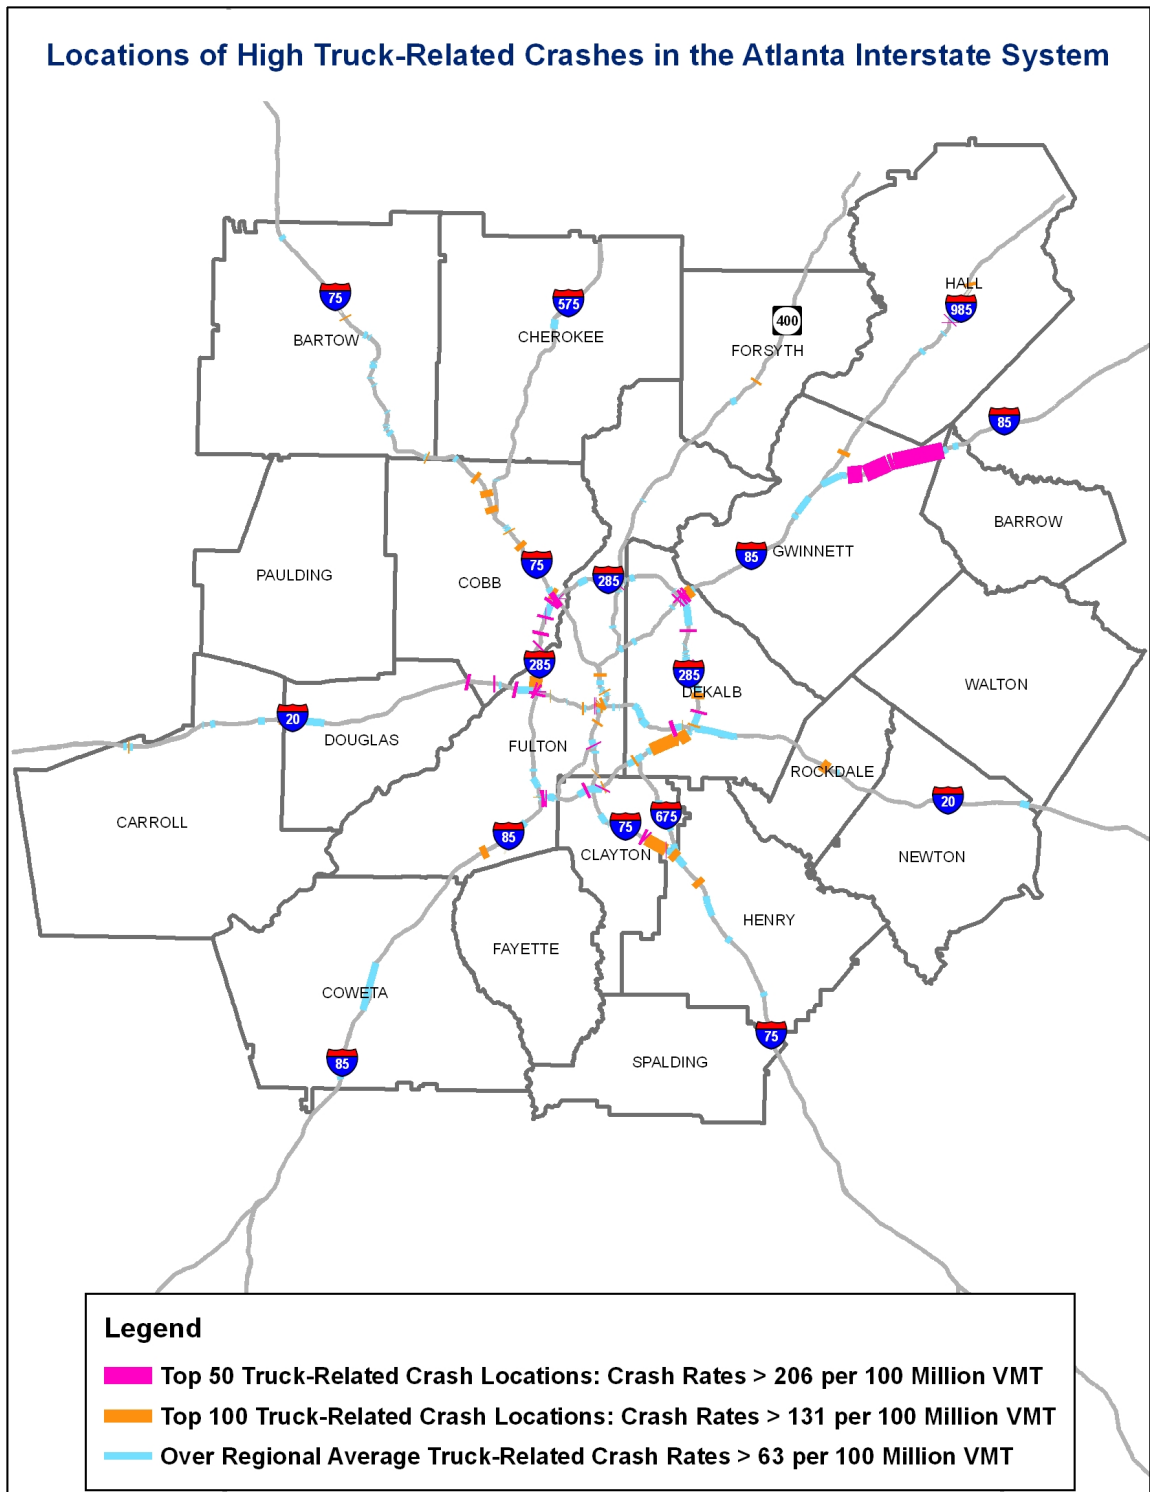 Locations of High Truck-Related Crashes in the Atlanta Interstate System
HALL
985
75
575
BARTOW
CHEROKEE
400
FORSYTH
85
BARROW
75
285
85
GWINNETT
PAULDING
COBB
285
285
DEKALB
WALTON
20
DOUGLAS
FULTON
ROCKDALE
20
CARROLL
85
75
675
CLAYTON
NEWTON
HENRY
FAYETTE
COWETA
85
75
SPALDING
Legend
Top 50 Truck-Related Crash Locations: Crash Rates > 206 per 100 Million VMT
Top 100 Truck-Related Crash Locations: Crash Rates > 131 per 100 Million VMT
Over Regional Average Truck-Related Crash Rates > 63 per 100 Million VMT